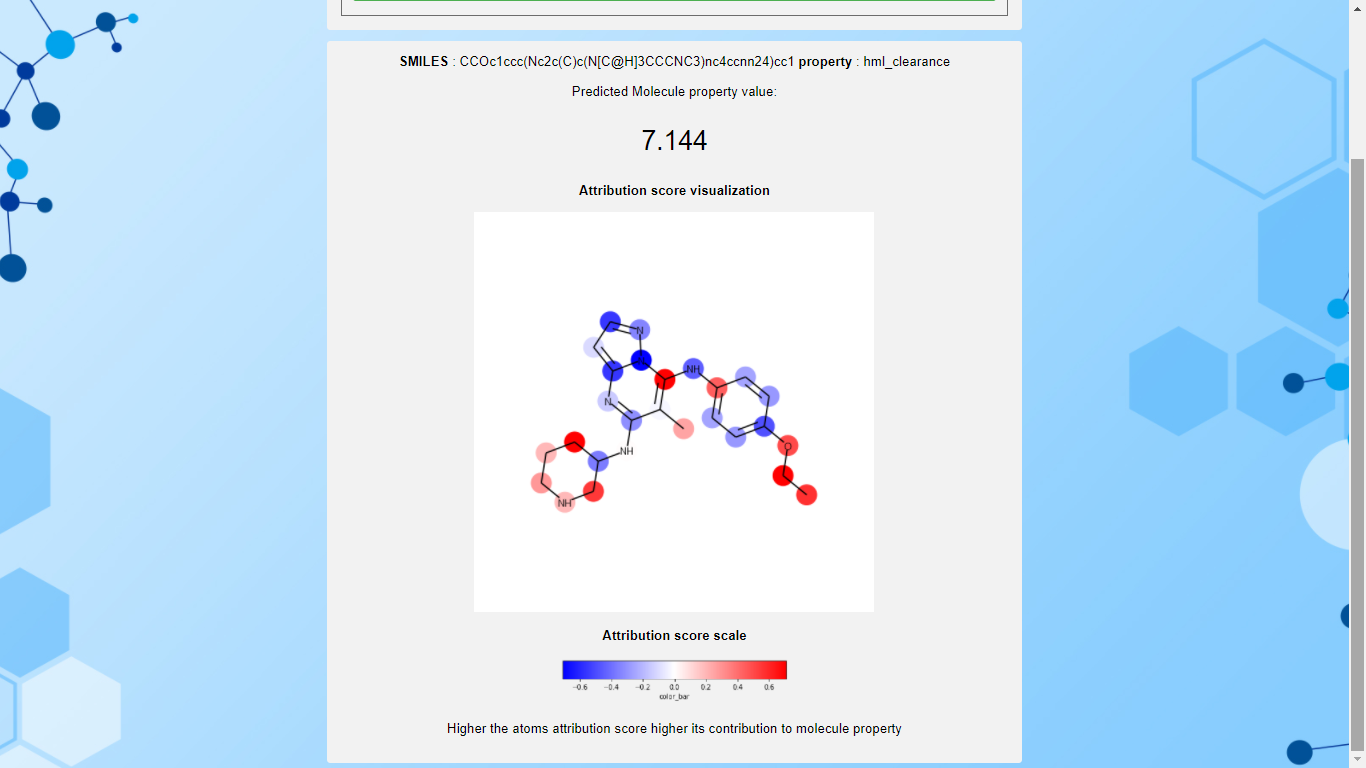 SMILES : CCOc1ccc(Nc2c(C)c(N[C@H]3CCCNC3)nc4ccnn24)cc1 property : hml_clearance
Predicted Molecule property value:
7.144
Attribution score visualization
N
NH
N
O
NH
NH
Attribution score scale
−0.6 −0.4 −0.2 0.0 0.2 0.4 0.6
color_bar
Higher the atoms attribution score higher its contribution to molecule property